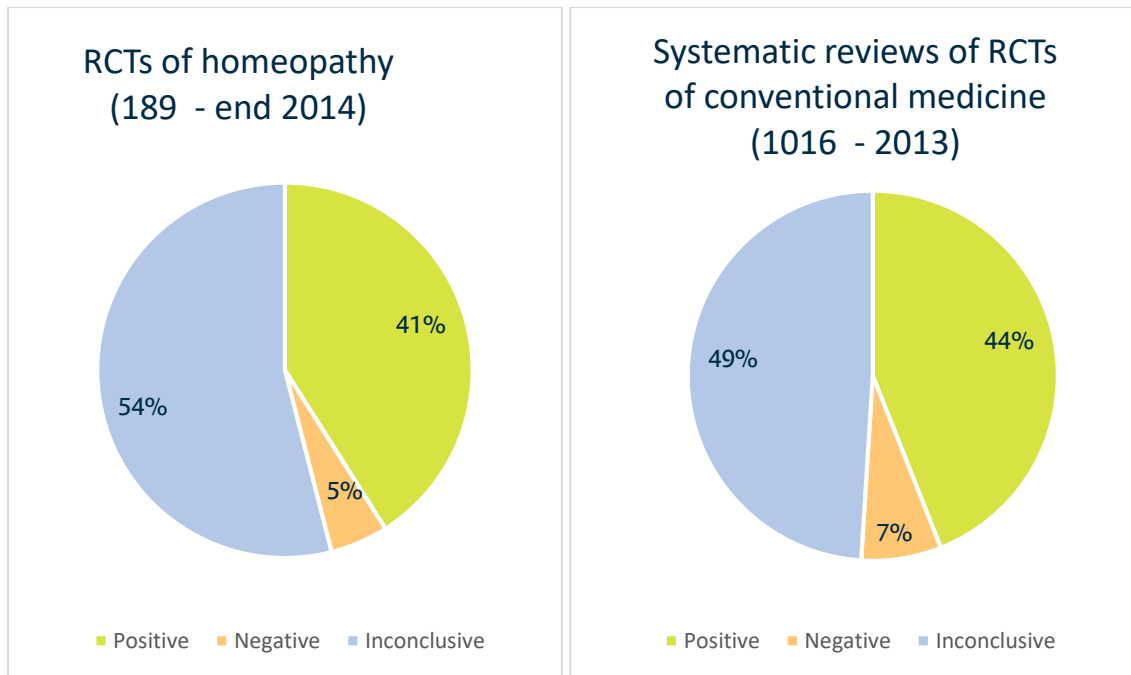 RCTs of homeopathy
(189 - end 2014)
41%
5%
54%
Positive Negative Inconclusive
Systematic reviews of RCTs
of conventional medicine
(1016 - 2013)
44%
7%
49%
Positive Negative Inconclusive